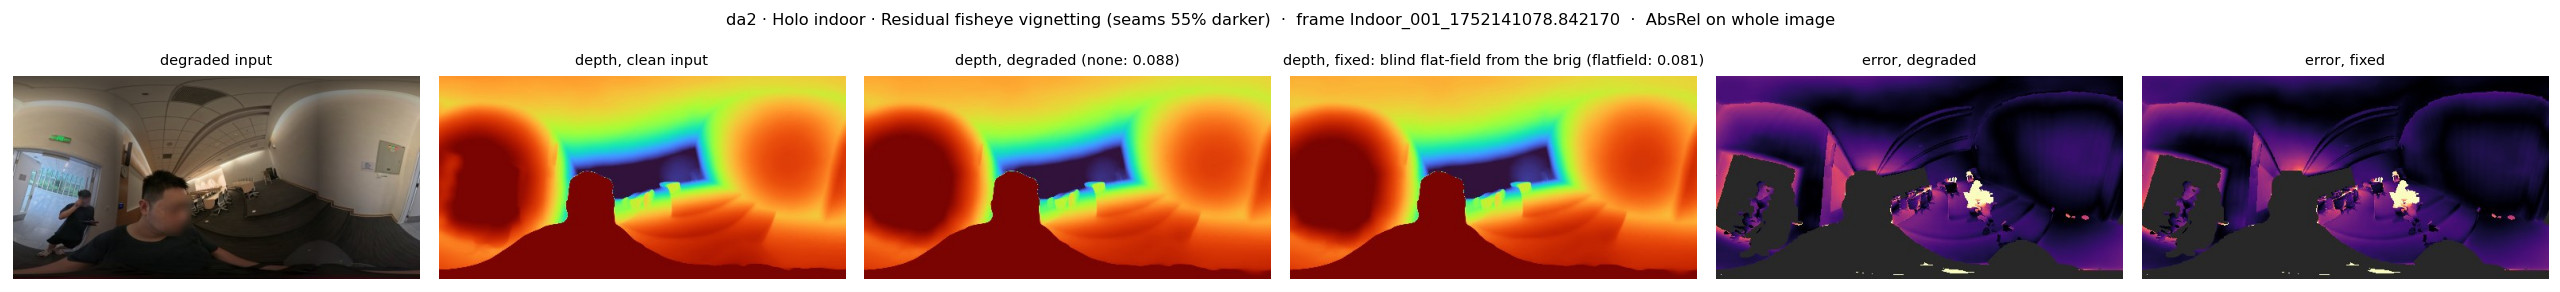 da2 · Holo indoor · Residual fisheye vignetting (seams 55% darker) · frame Indoor_001_1752141078.842170 · AbsRel on whole image
degraded input
depth, clean input
depth, degraded (none: 0.088)
depth, fixed: blind flat-field from the brig (flatfield: 0.081)
error, degraded
error, fixed